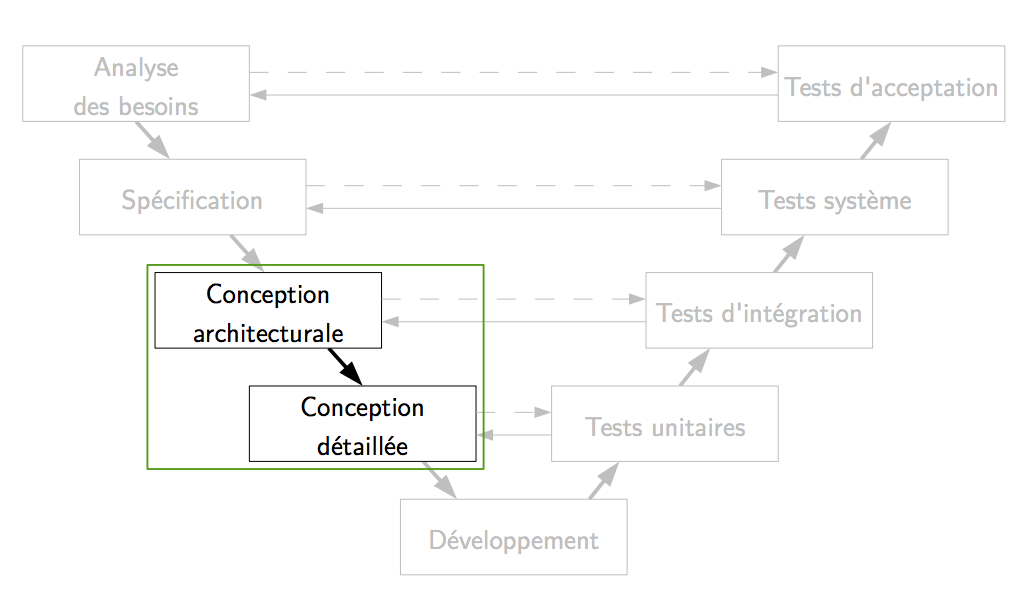 Analyse
des besoins
Tests d'acceptation
Spécification
Tests système
Conception
architecturale
Tests d'intégration
Conception
détaillée
Tests unitaires
Développement